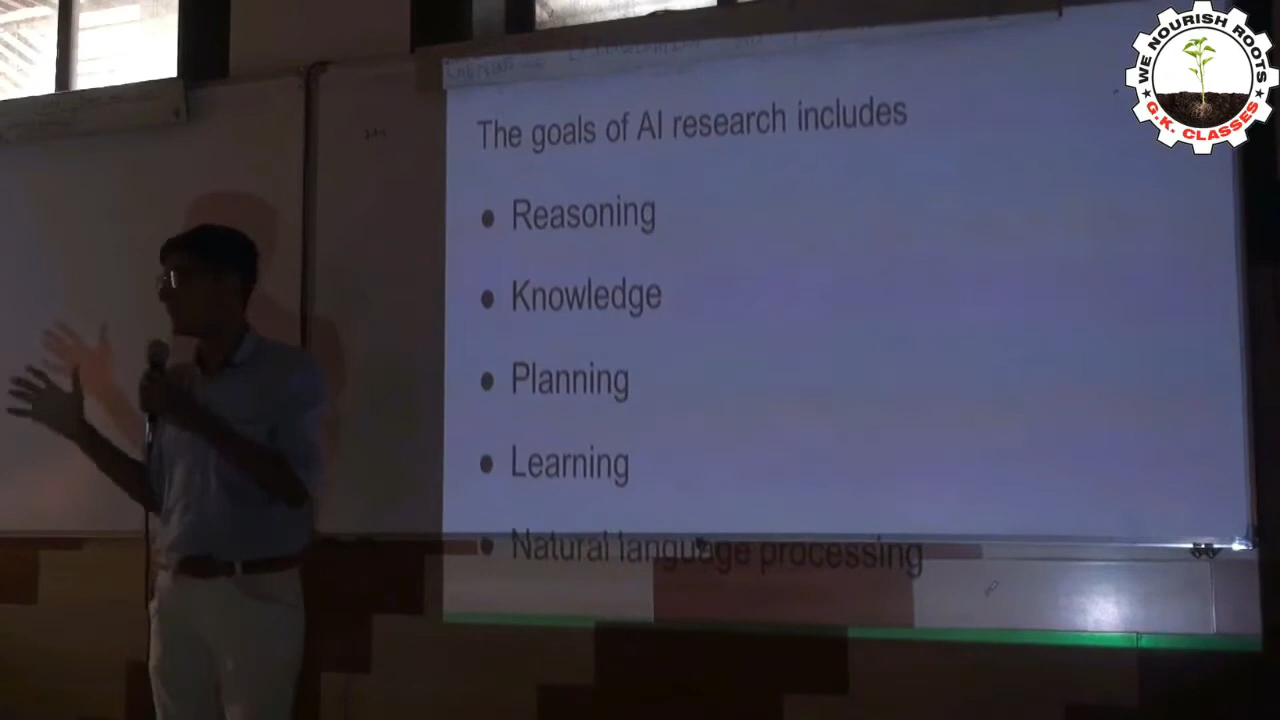 The goals of AI research includes
● Reasoning
● Knowledge
● Planning
● Learning
● Natural language processing
WE NOURISH ROOTS
★ G.K. CLASSES ★